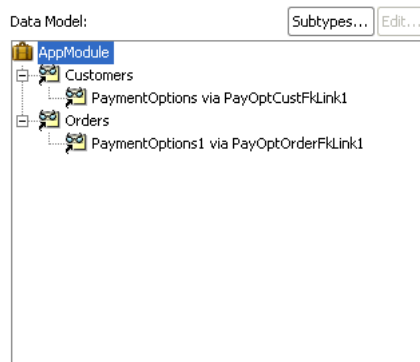 Data Model:
Subtypes... Edit...
AppModule
Customers
PaymentOptions via PayOptCustFkLink1
Orders
PaymentOptions1 via PayOptOrderFkLink1